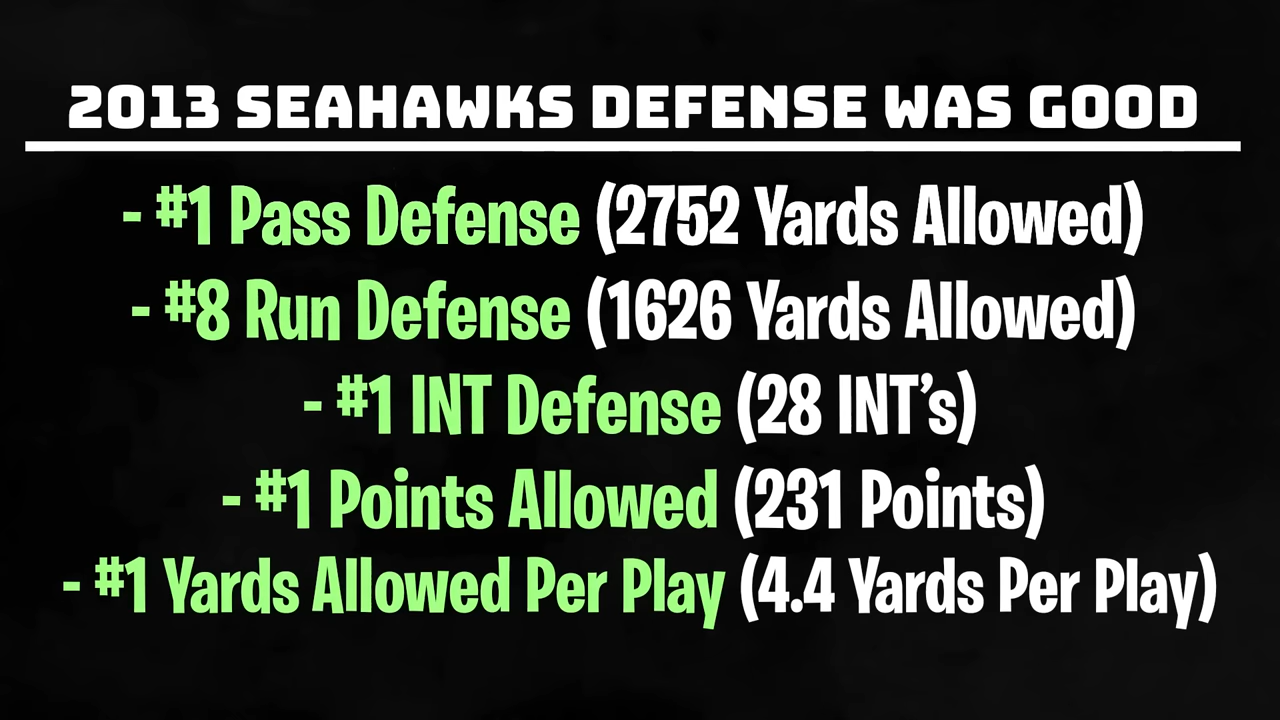 2013 SEAHAWKS DEFENSE WAS GOOD
- #1 Pass Defense (2752 Yards Allowed)
- #8 Run Defense (1626 Yards Allowed)
- #1 INT Defense (28 INT’s)
- #1 Points Allowed (231 Points)
- #1 Yards Allowed Per Play (4.4 Yards Per Play)